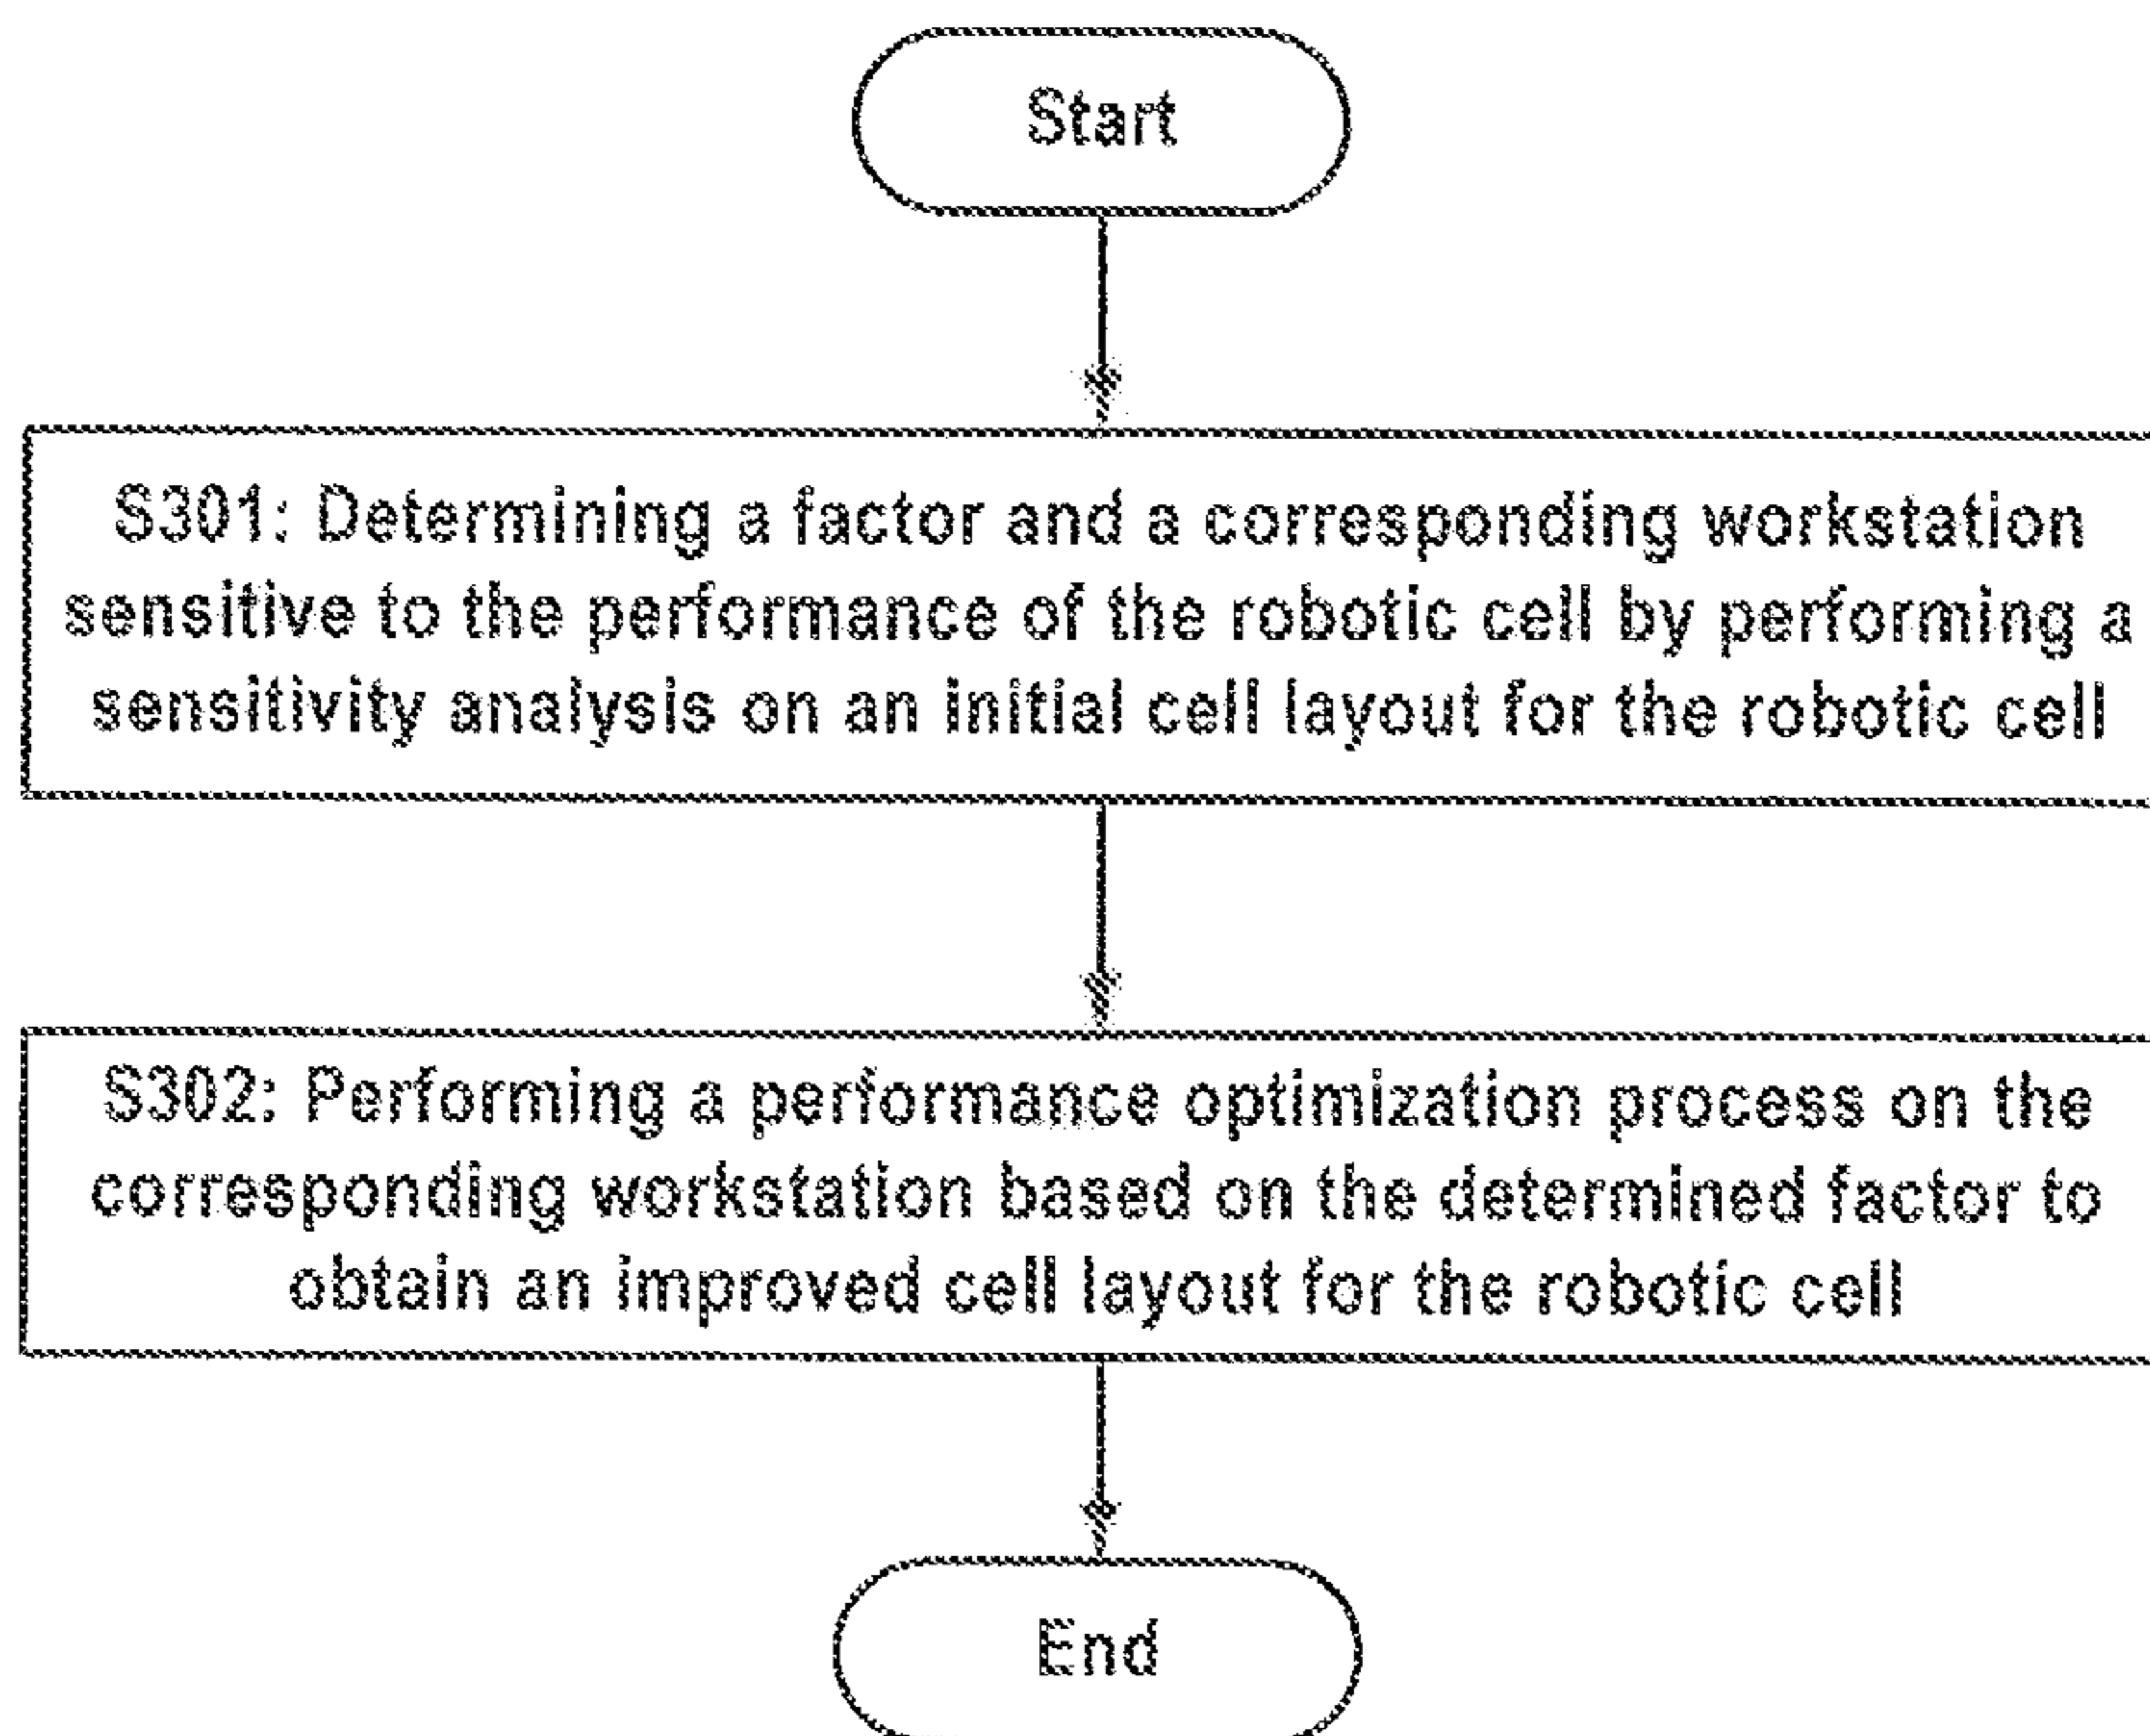 Start
S301: Determining a factor and a corresponding workstation
sensitive to the performance of the robotic cell by performing a
sensitivity analysis on an initial cell layout for the robotic cell
S302: Performing a performance optimization process on the
corresponding workstation based on the determined factor to
obtain an improved cell layout for the robotic cell
End